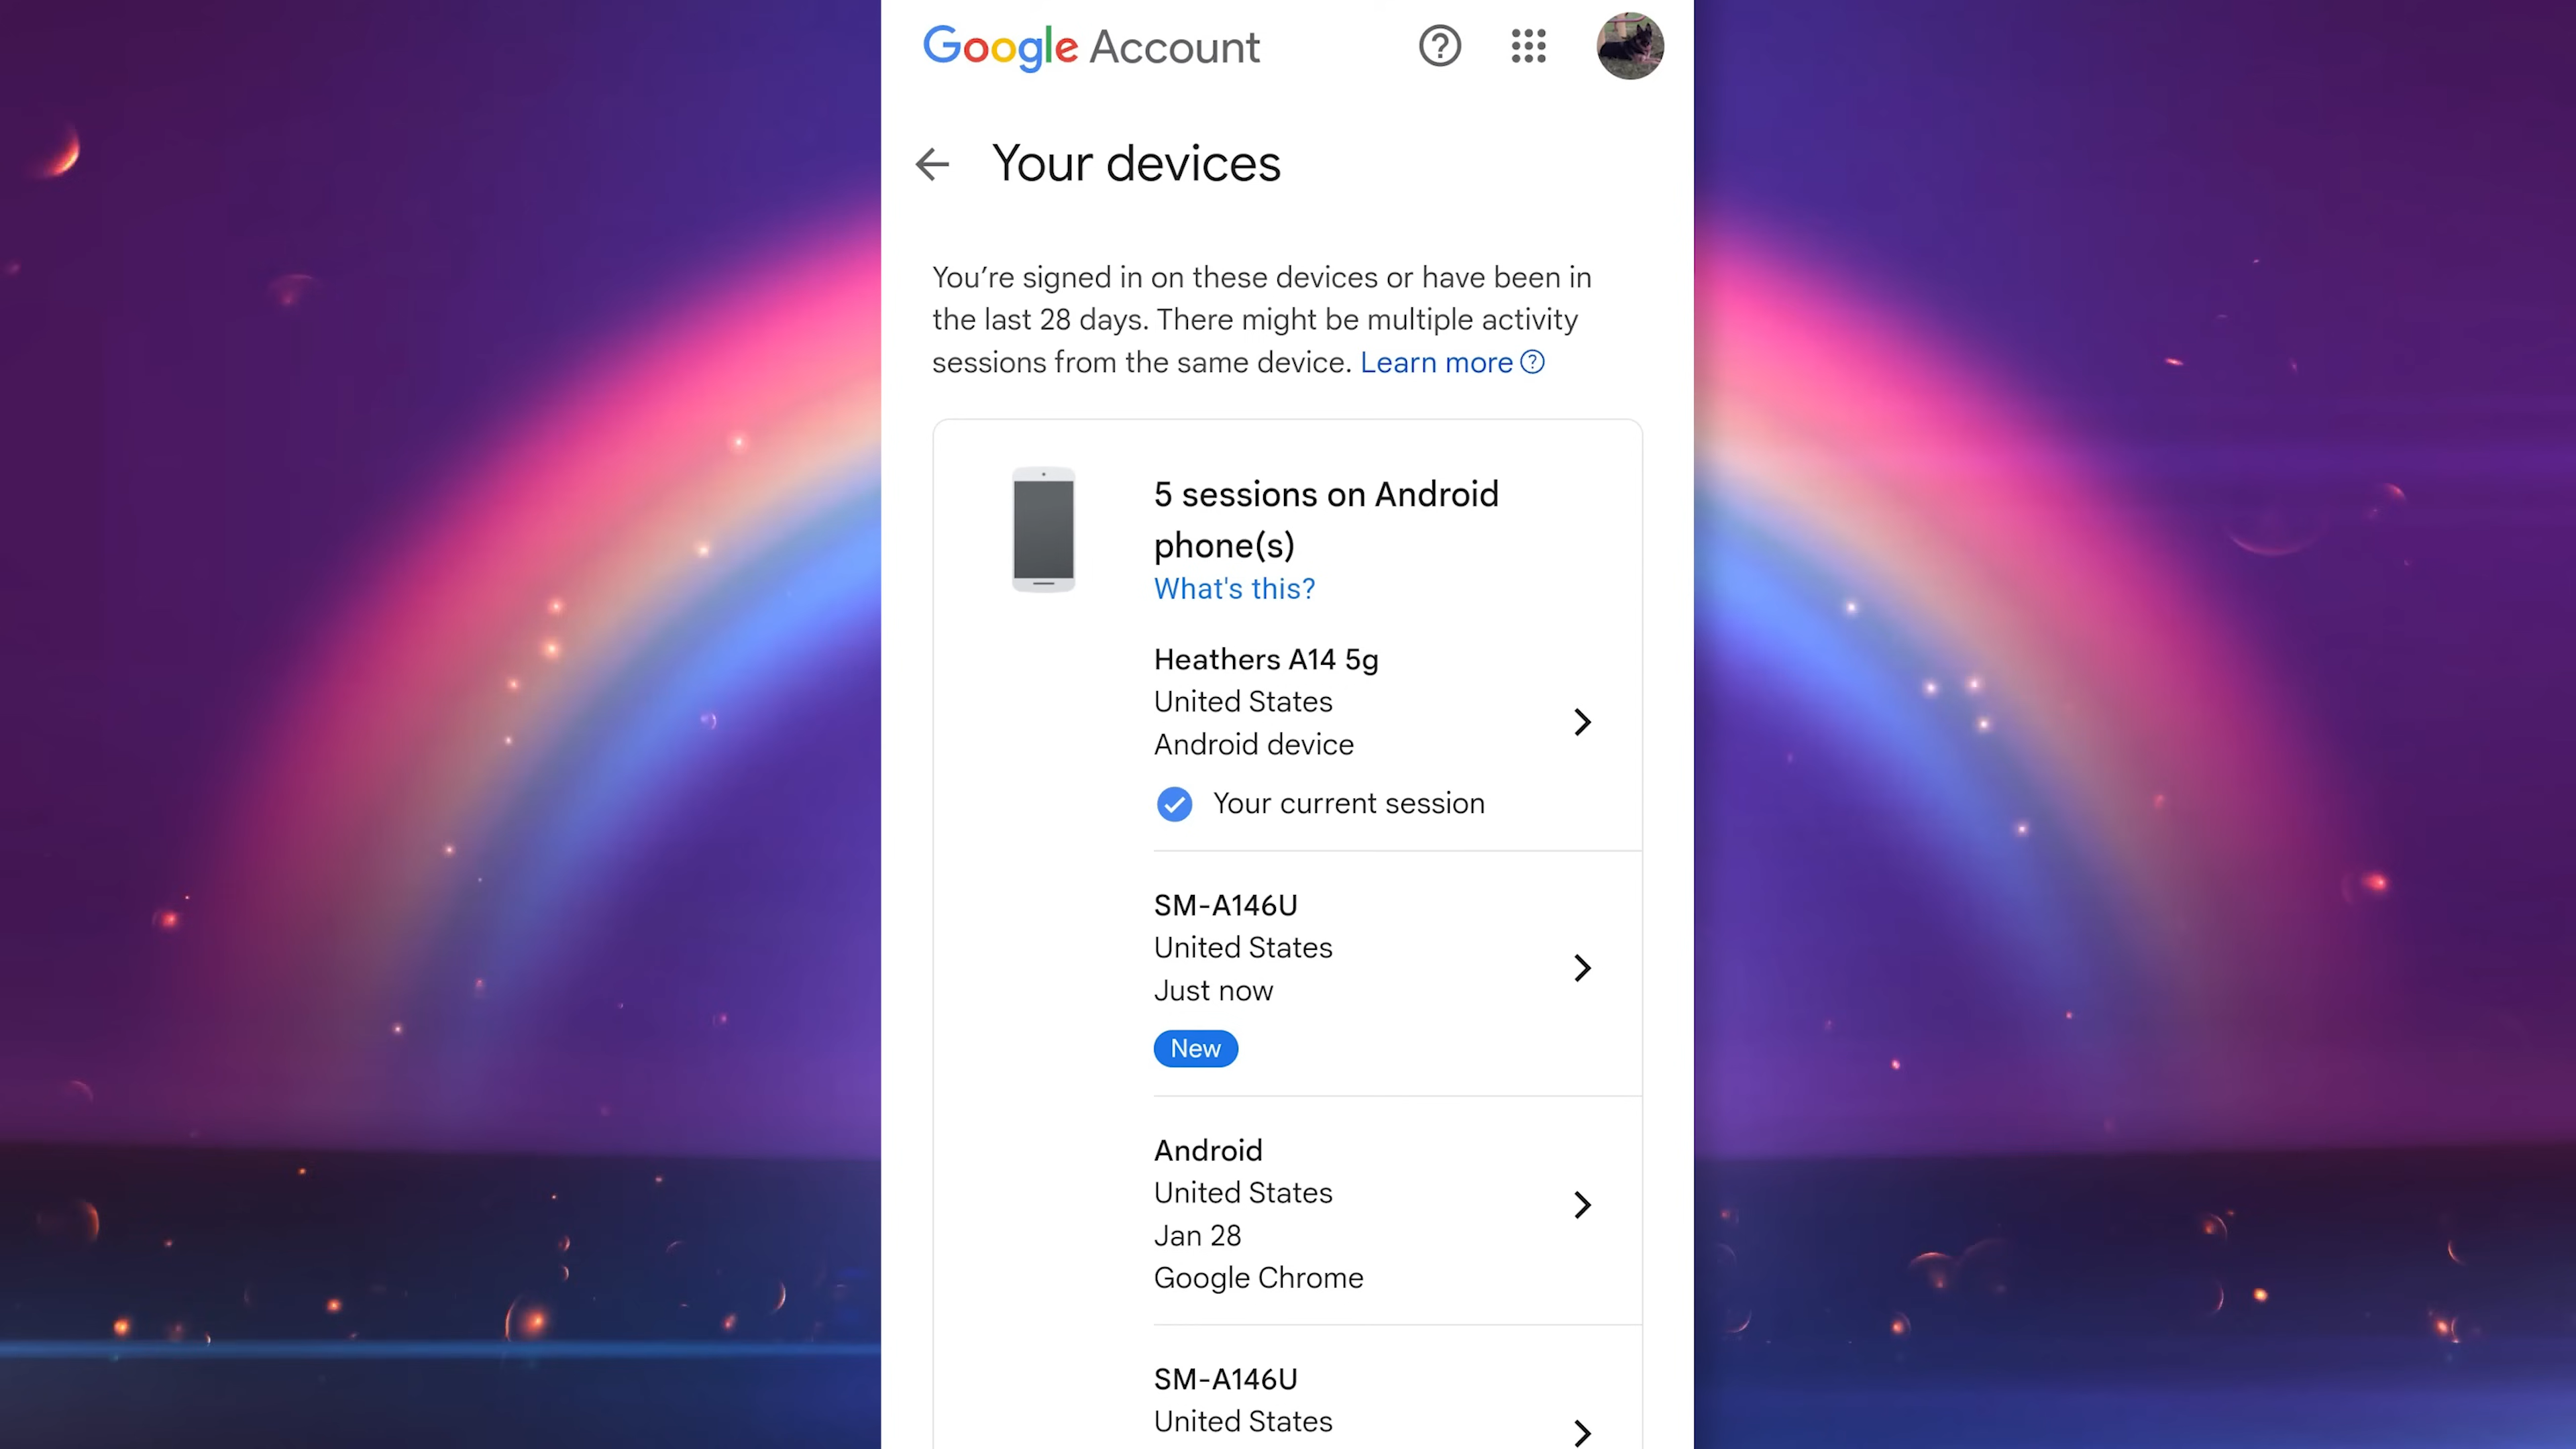 Google Account
Your devices
You’re signed in on these devices or have been in
the last 28 days. There might be multiple activity
sessions from the same device. Learn more
5 sessions on Android
phone(s)
What's this?
Heathers A14 5g
United States
Android device
Your current session
SM-A146U
United States
Just now
New
Android
United States
Jan 28
Google Chrome
SM-A146U
United States